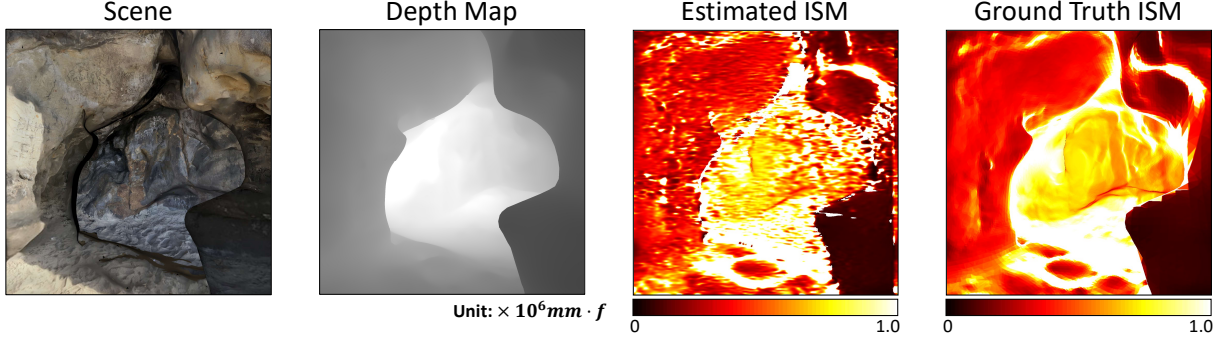 Scene
Depth Map
Estimated ISM
Ground Truth ISM
Unit: × 10⁶mm · f
0
1.0
0
1.0